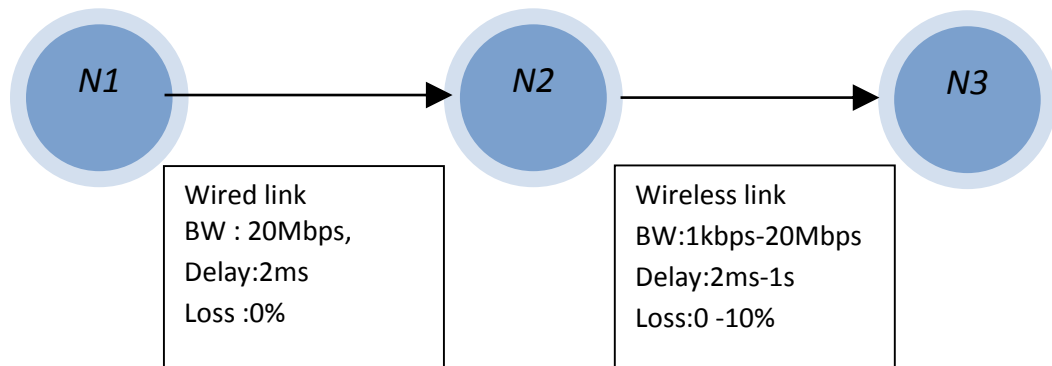 N1
N2
N3
Wired link
BW : 20Mbps,
Delay:2ms
Loss :0%
Wireless link
BW:1kbps-20Mbps
Delay:2ms-1s
Loss:0 -10%